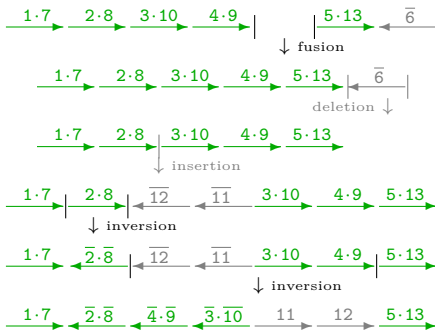 1·7 2·8 3·10 4·9 5·13 6̅
fusion
1·7 2·8 3·10 4·9 5·13 6̅
deletion
1·7 2·8 3·10 4·9 5·13
insertion
1·7 2·8 1̅2̅ 1̅1̅ 3·10 4·9 5·13
inversion
1·7 2̅·8̅ 1̅2̅ 1̅1̅ 3·10 4·9 5·13
inversion
1·7 2̅·8̅ 4̅·9̅ 3̅·1̅0̅ 11 12 5·13